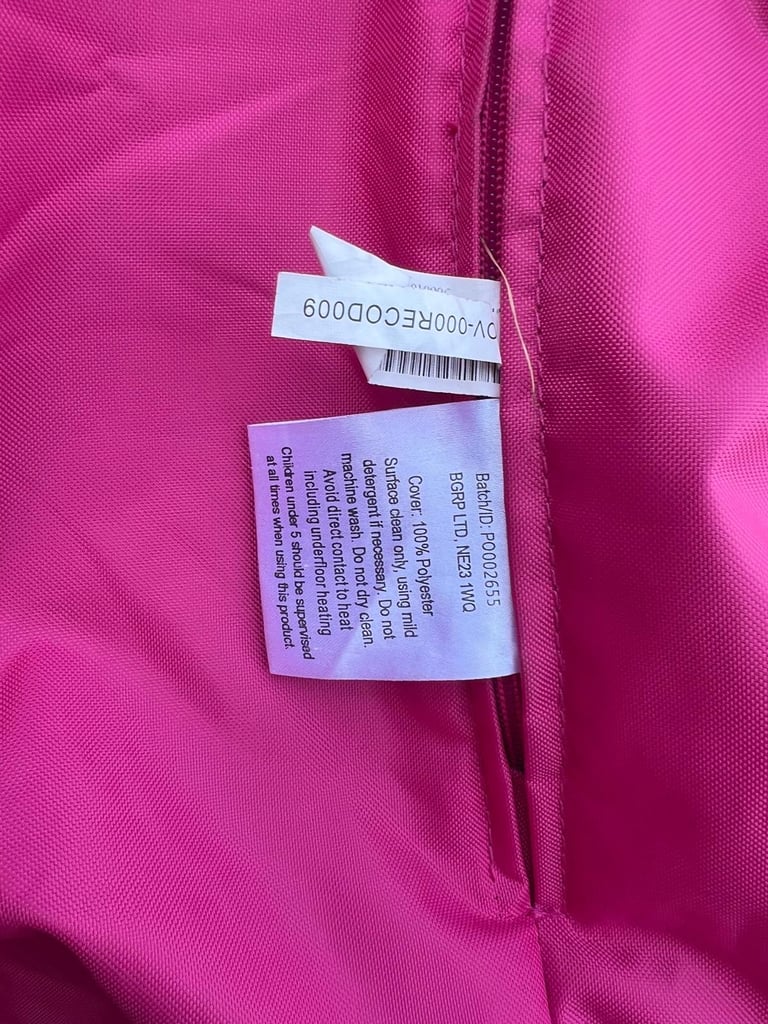 OV-000RECOD009
Batch/ID: PO002655
BGRP LTD, NE23 1WQ
Cover: 100% Polyester
Surface clean only, using mild
detergent if necessary. Do not
machine wash. Do not dry clean.
Avoid direct contact to heat
including underfloor heating
Children under 5 should be supervised
at all times when using this product.